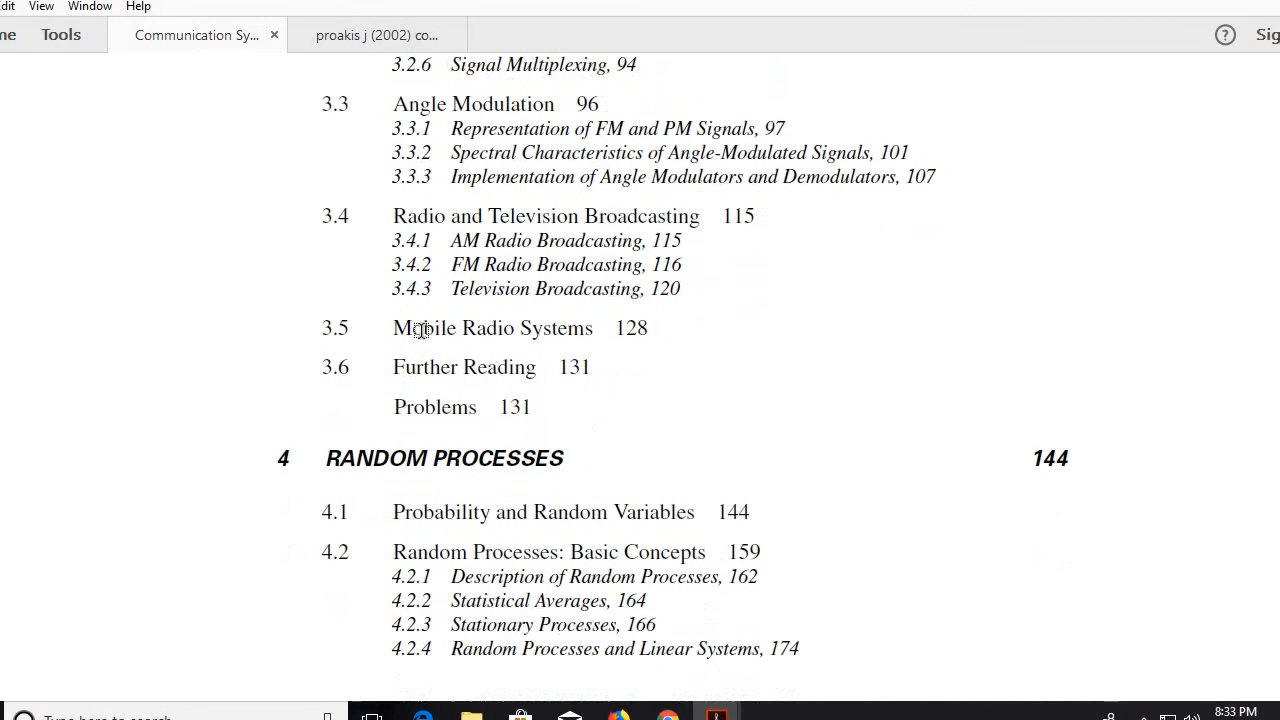 dit View Window Help
me Tools Communication Sy... × proakis j (2002) co... ? Sig
3.2.6 Signal Multiplexing, 94
3.3 Angle Modulation 96
3.3.1 Representation of FM and PM Signals, 97
3.3.2 Spectral Characteristics of Angle-Modulated Signals, 101
3.3.3 Implementation of Angle Modulators and Demodulators, 107
3.4 Radio and Television Broadcasting 115
3.4.1 AM Radio Broadcasting, 115
3.4.2 FM Radio Broadcasting, 116
3.4.3 Television Broadcasting, 120
3.5 Mobile Radio Systems 128
3.6 Further Reading 131
Problems 131
4 RANDOM PROCESSES 144
4.1 Probability and Random Variables 144
4.2 Random Processes: Basic Concepts 159
4.2.1 Description of Random Processes, 162
4.2.2 Statistical Averages, 164
4.2.3 Stationary Processes, 166
4.2.4 Random Processes and Linear Systems, 174
Type here to search 8:33 PM